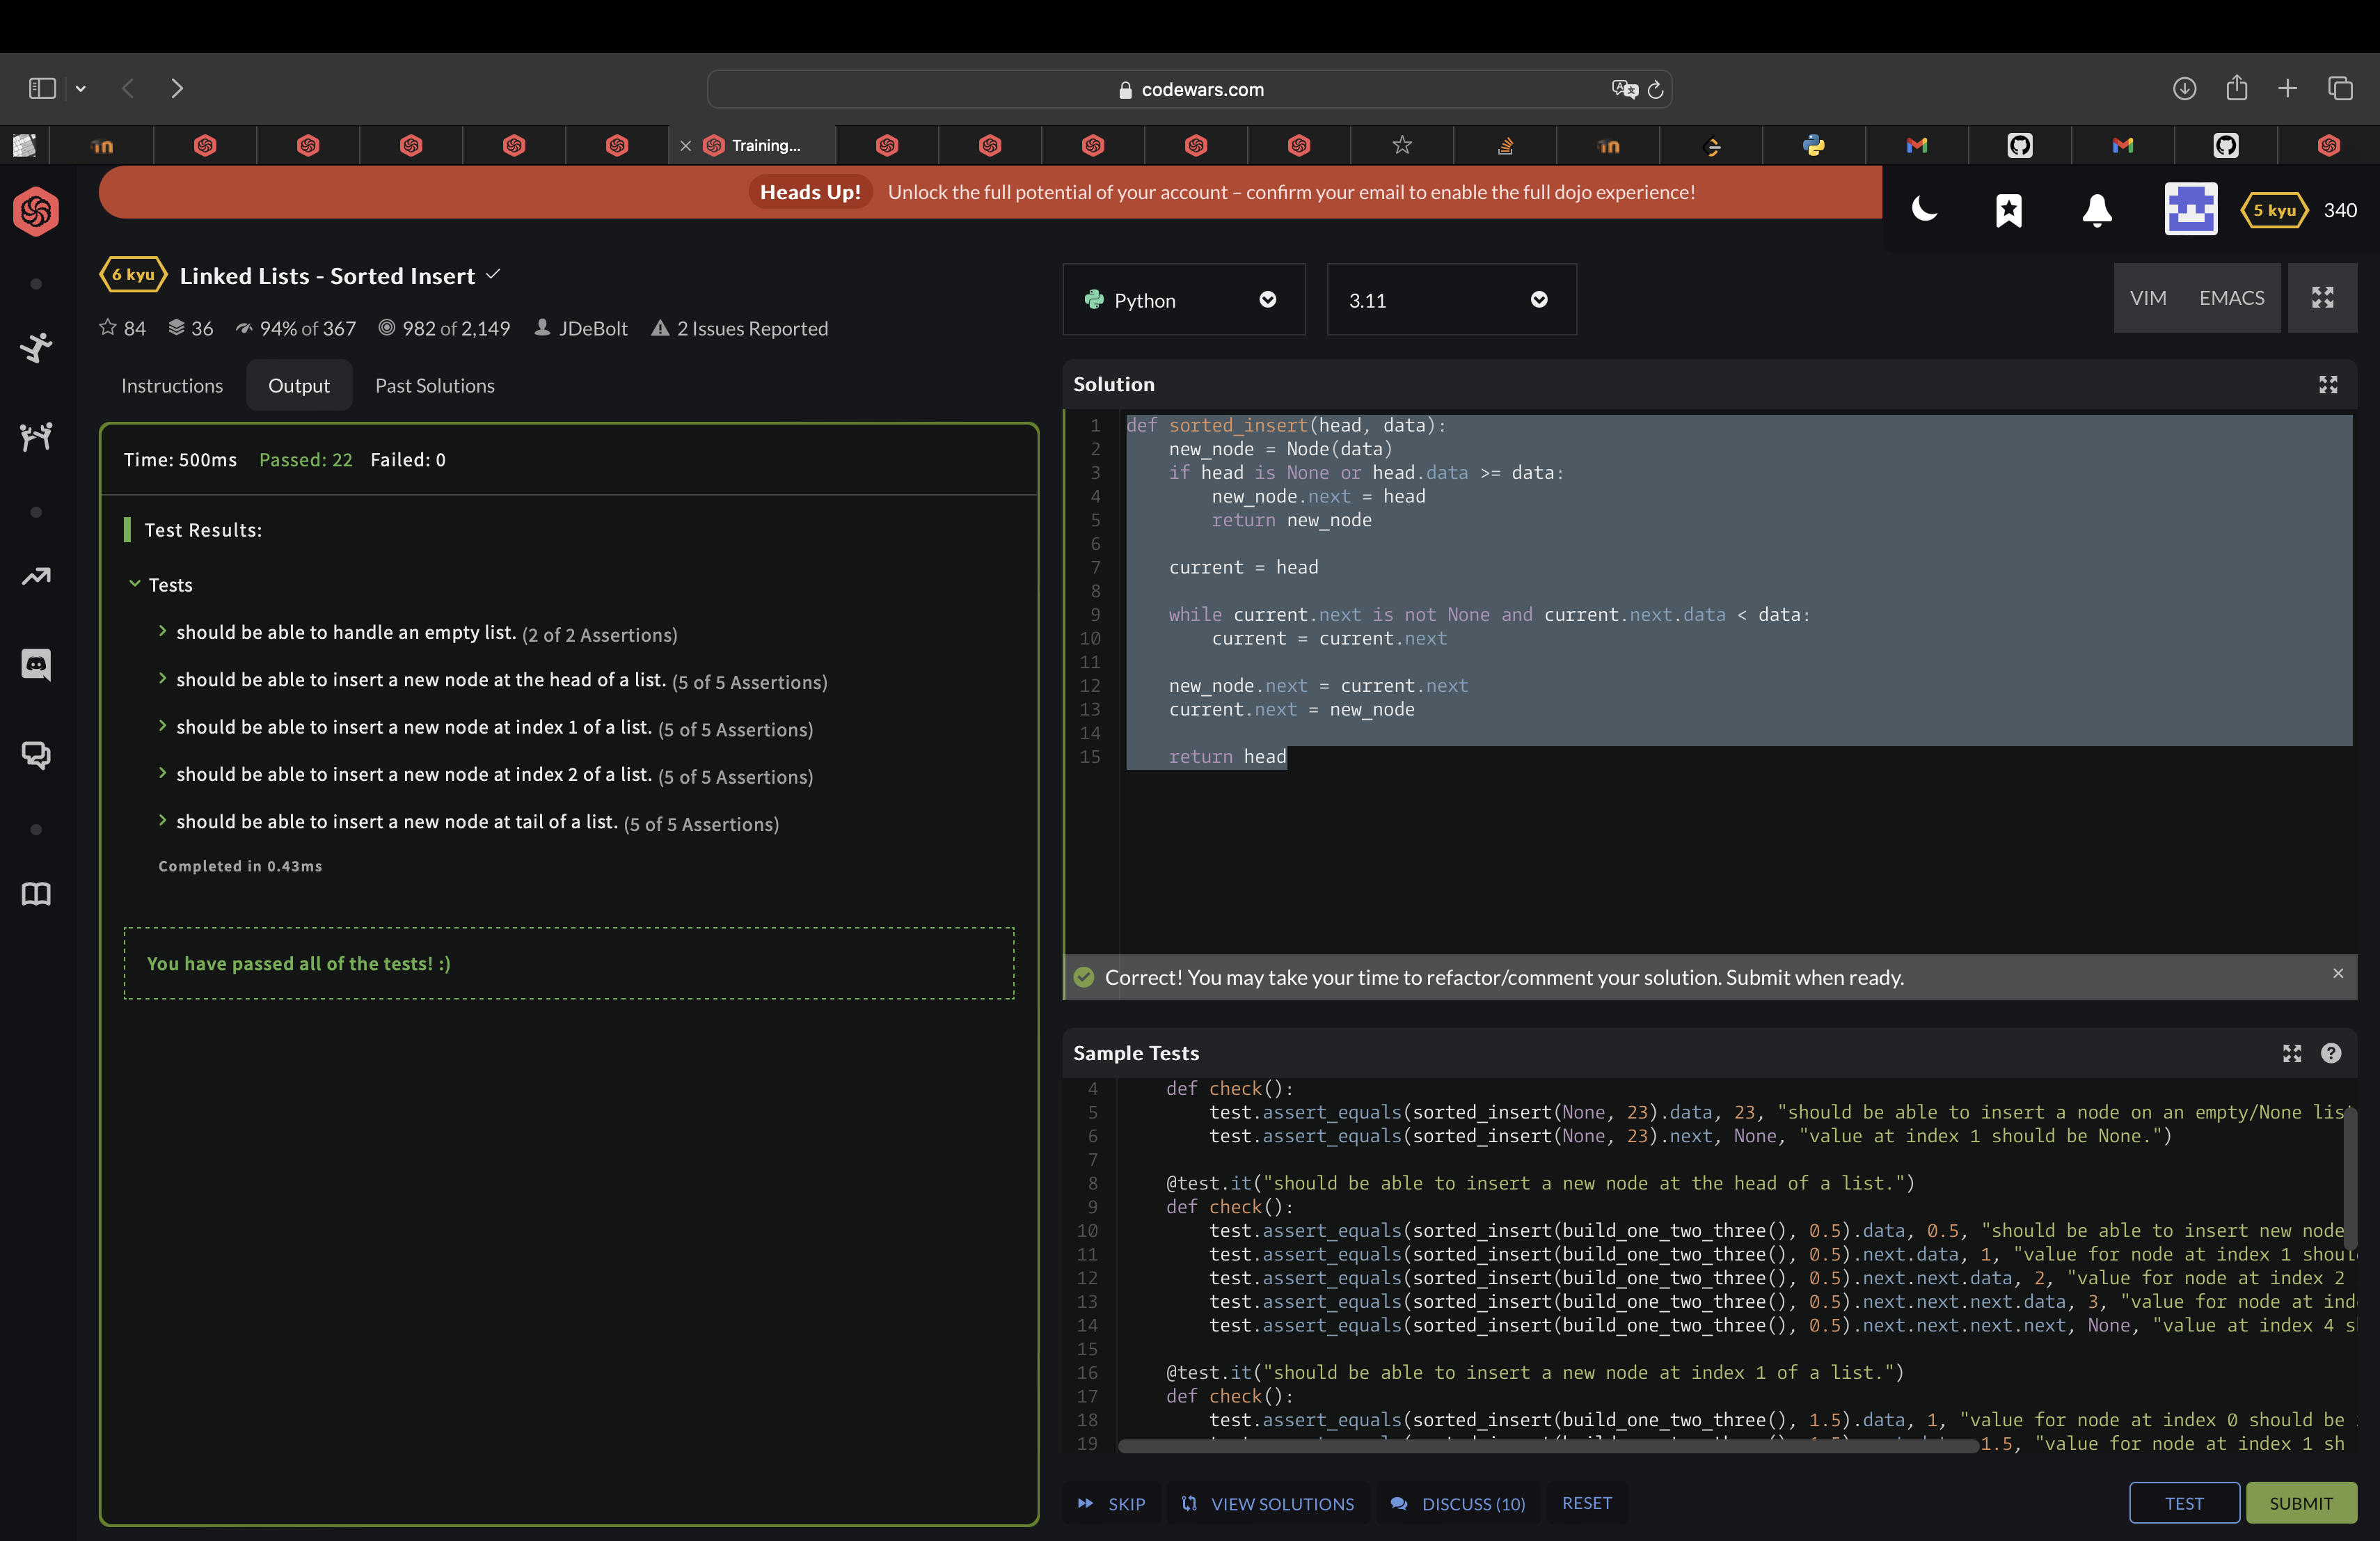 codewars.com
Training...
Heads Up! Unlock the full potential of your account – confirm your email to enable the full dojo experience!
5 kyu 340
6 kyu Linked Lists - Sorted Insert
84 36 94% of 367 982 of 2,149 JDeBolt 2 Issues Reported
Instructions Output Past Solutions
Time: 500ms Passed: 22 Failed: 0
Test Results:
Tests
should be able to handle an empty list. (2 of 2 Assertions)
should be able to insert a new node at the head of a list. (5 of 5 Assertions)
should be able to insert a new node at index 1 of a list. (5 of 5 Assertions)
should be able to insert a new node at index 2 of a list. (5 of 5 Assertions)
should be able to insert a new node at tail of a list. (5 of 5 Assertions)
Completed in 0.43ms
You have passed all of the tests! :)
Python 3.11
VIM EMACS
Solution
1 def sorted_insert(head, data):
2 new_node = Node(data)
3 if head is None or head.data >= data:
4 new_node.next = head
5 return new_node
6
7 current = head
8
9 while current.next is not None and current.next.data < data:
10 current = current.next
11
12 new_node.next = current.next
13 current.next = new_node
14
15 return head
Correct! You may take your time to refactor/comment your solution. Submit when ready.
Sample Tests
4 def check():
5 test.assert_equals(sorted_insert(None, 23).data, 23, "should be able to insert a node on an empty/None list
6 test.assert_equals(sorted_insert(None, 23).next, None, "value at index 1 should be None.")
7
8 @test.it("should be able to insert a new node at the head of a list.")
9 def check():
10 test.assert_equals(sorted_insert(build_one_two_three(), 0.5).data, 0.5, "should be able to insert new node
11 test.assert_equals(sorted_insert(build_one_two_three(), 0.5).next.data, 1, "value for node at index 1 shoul
12 test.assert_equals(sorted_insert(build_one_two_three(), 0.5).next.next.data, 2, "value for node at index 2
13 test.assert_equals(sorted_insert(build_one_two_three(), 0.5).next.next.next.data, 3, "value for node at ind
14 test.assert_equals(sorted_insert(build_one_two_three(), 0.5).next.next.next.next, None, "value at index 4 s
15
16 @test.it("should be able to insert a new node at index 1 of a list.")
17 def check():
18 test.assert_equals(sorted_insert(build_one_two_three(), 1.5).data, 1, "value for node at index 0 should be
19 1.5, "value for node at index 1 sh
SKIP VIEW SOLUTIONS DISCUSS (10) RESET
TEST SUBMIT